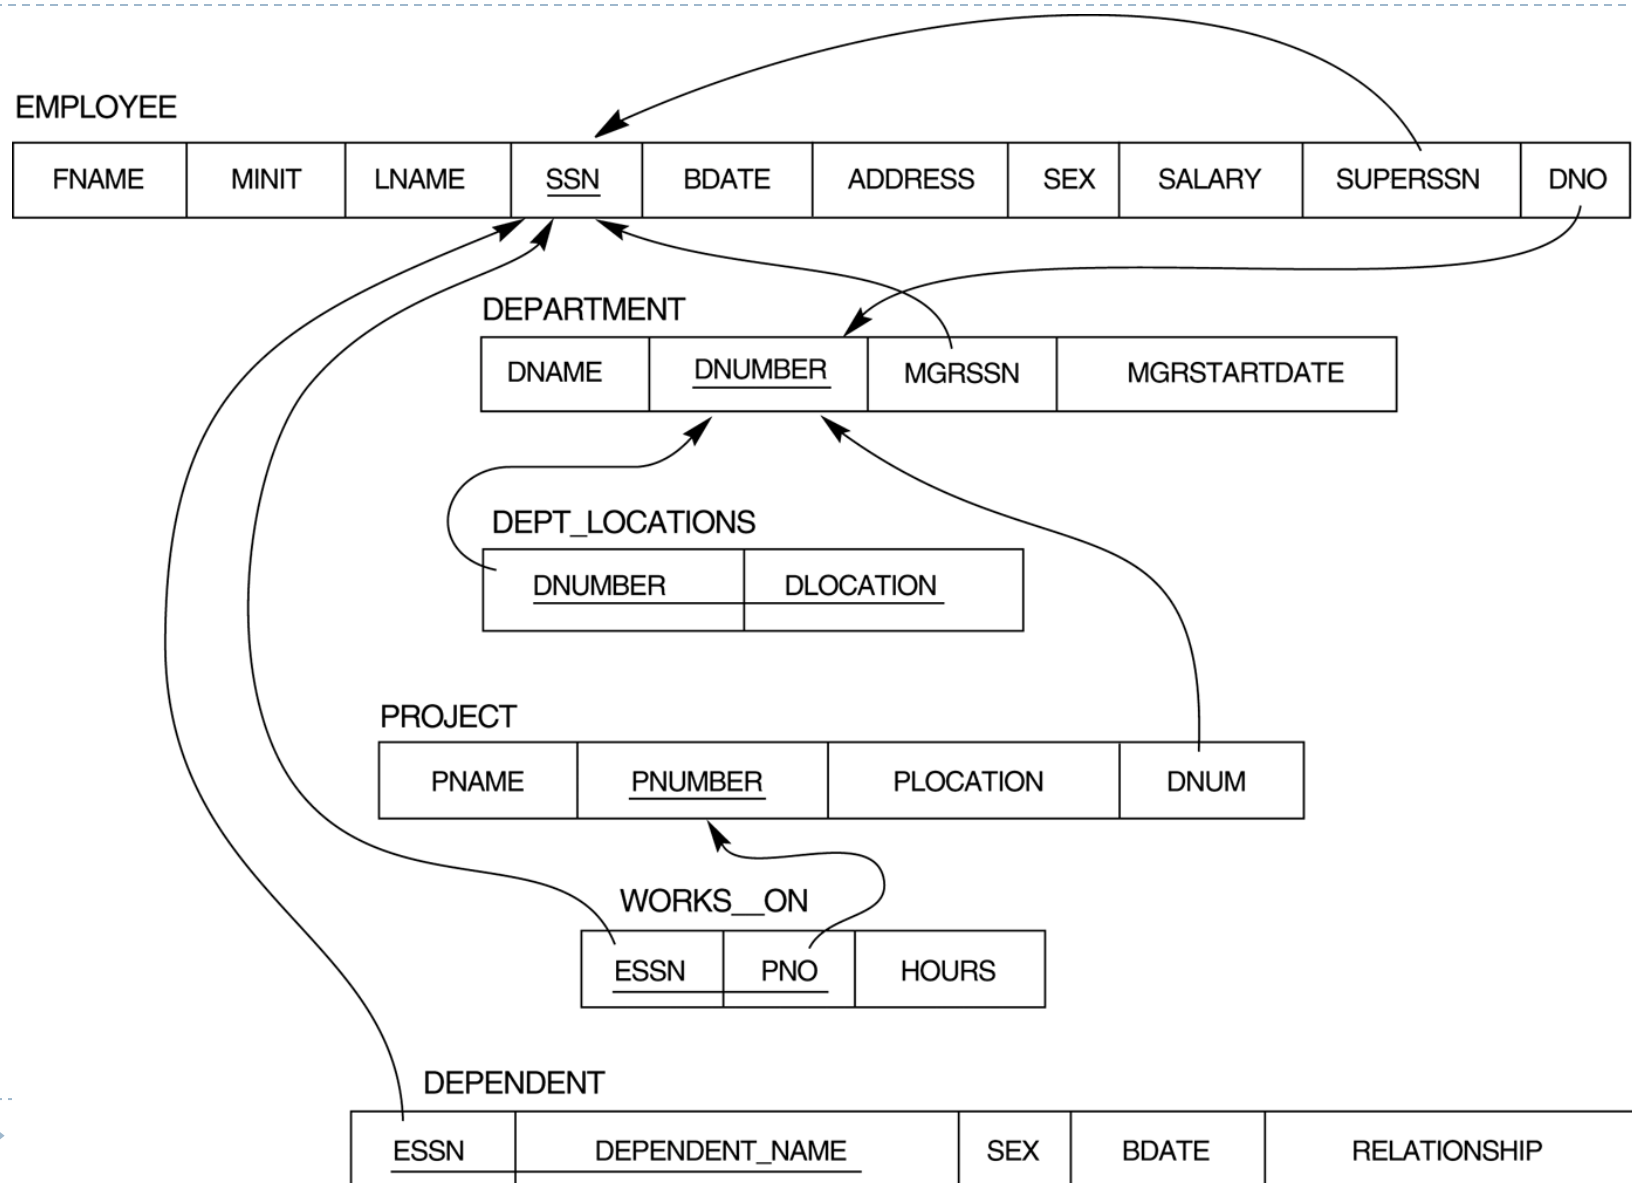 EMPLOYEE
FNAME MINIT LNAME SSN BDATE ADDRESS SEX SALARY SUPERSSN DNO
DEPARTMENT
DNAME DNUMBER MGRSSN MGRSTARTDATE
DEPT_LOCATIONS
DNUMBER DLOCATION
PROJECT
PNAME PNUMBER PLOCATION DNUM
WORKS__ON
ESSN PNO HOURS
DEPENDENT
ESSN DEPENDENT_NAME SEX BDATE RELATIONSHIP